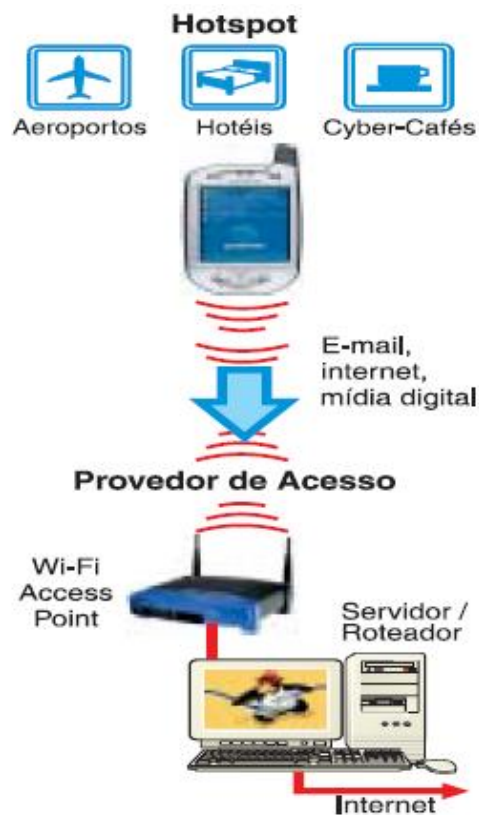 Hotspot
Aeroportos Hotéis Cyber-Cafés
E-mail,
internet,
mídia digital
Provedor de Acesso
Wi-Fi
Access
Point
Servidor /
Roteador
Internet